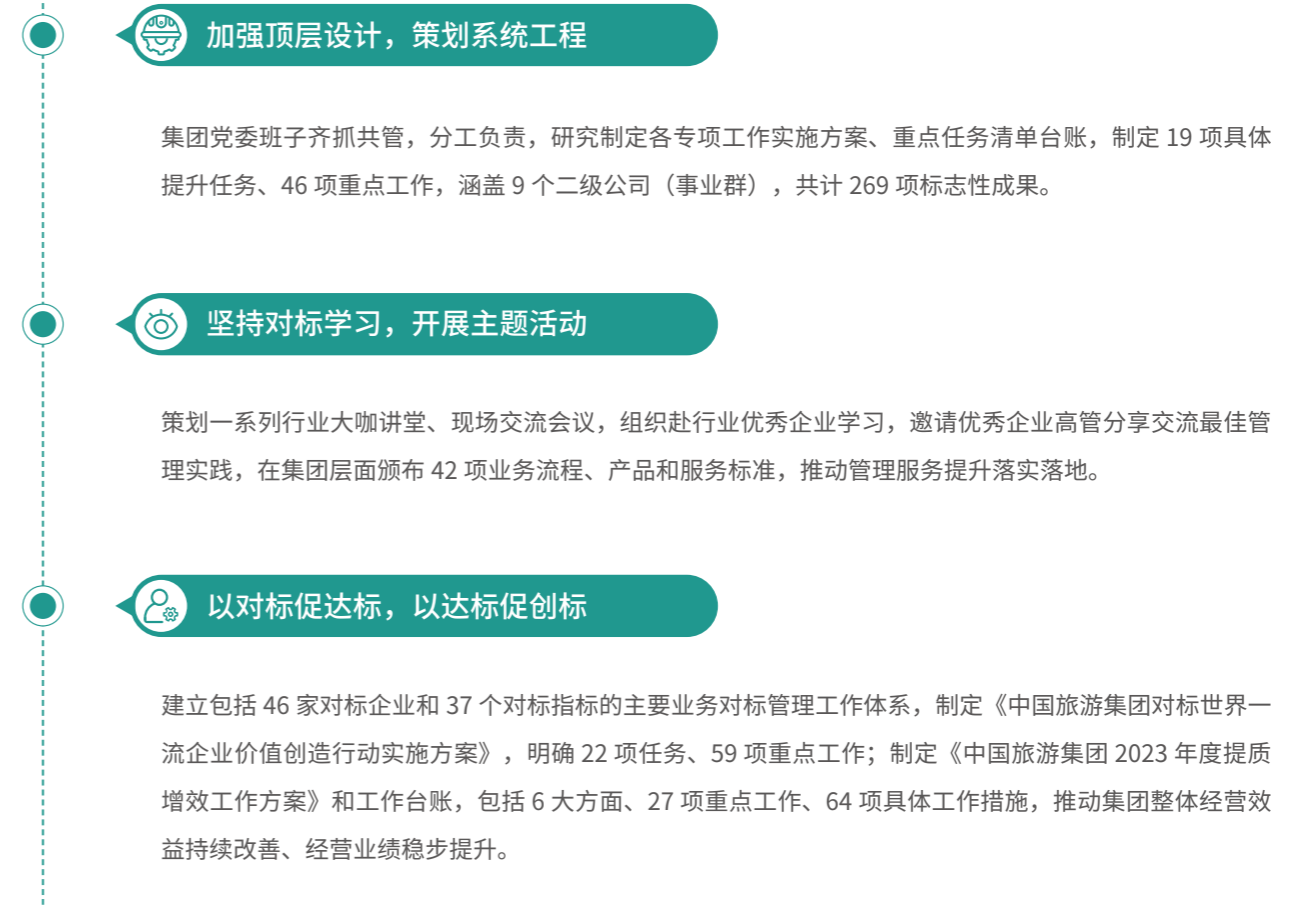 加强顶层设计，策划系统工程
集团党委班子齐抓共管，分工负责，研究制定各专项工作实施方案、重点任务清单台账，制定 19 项具体
提升任务、46 项重点工作，涵盖 9 个二级公司（事业群），共计 269 项标志性成果。
坚持对标学习，开展主题活动
策划一系列行业大咖讲堂、现场交流会议，组织赴行业优秀企业学习，邀请优秀企业高管分享交流最佳管
理实践，在集团层面颁布 42 项业务流程、产品和服务标准，推动管理服务提升落实落地。
以对标促达标，以达标促创标
建立包括 46 家对标企业和 37 个对标指标的主要业务对标管理工作体系，制定《中国旅游集团对标世界一
流企业价值创造行动实施方案》，明确 22 项任务、59 项重点工作；制定《中国旅游集团 2023 年度提质
增效工作方案》和工作台账，包括 6 大方面、27 项重点工作、64 项具体工作措施，推动集团整体经营效
益持续改善、经营业绩稳步提升。